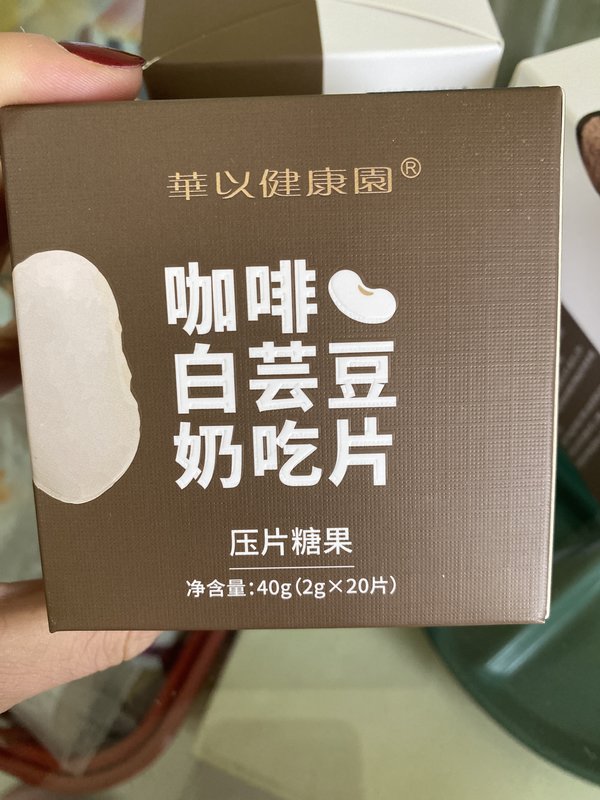 華以健康園®
咖啡
白芸豆
奶吃片
压片糖果
净含量:40g(2g×20片)